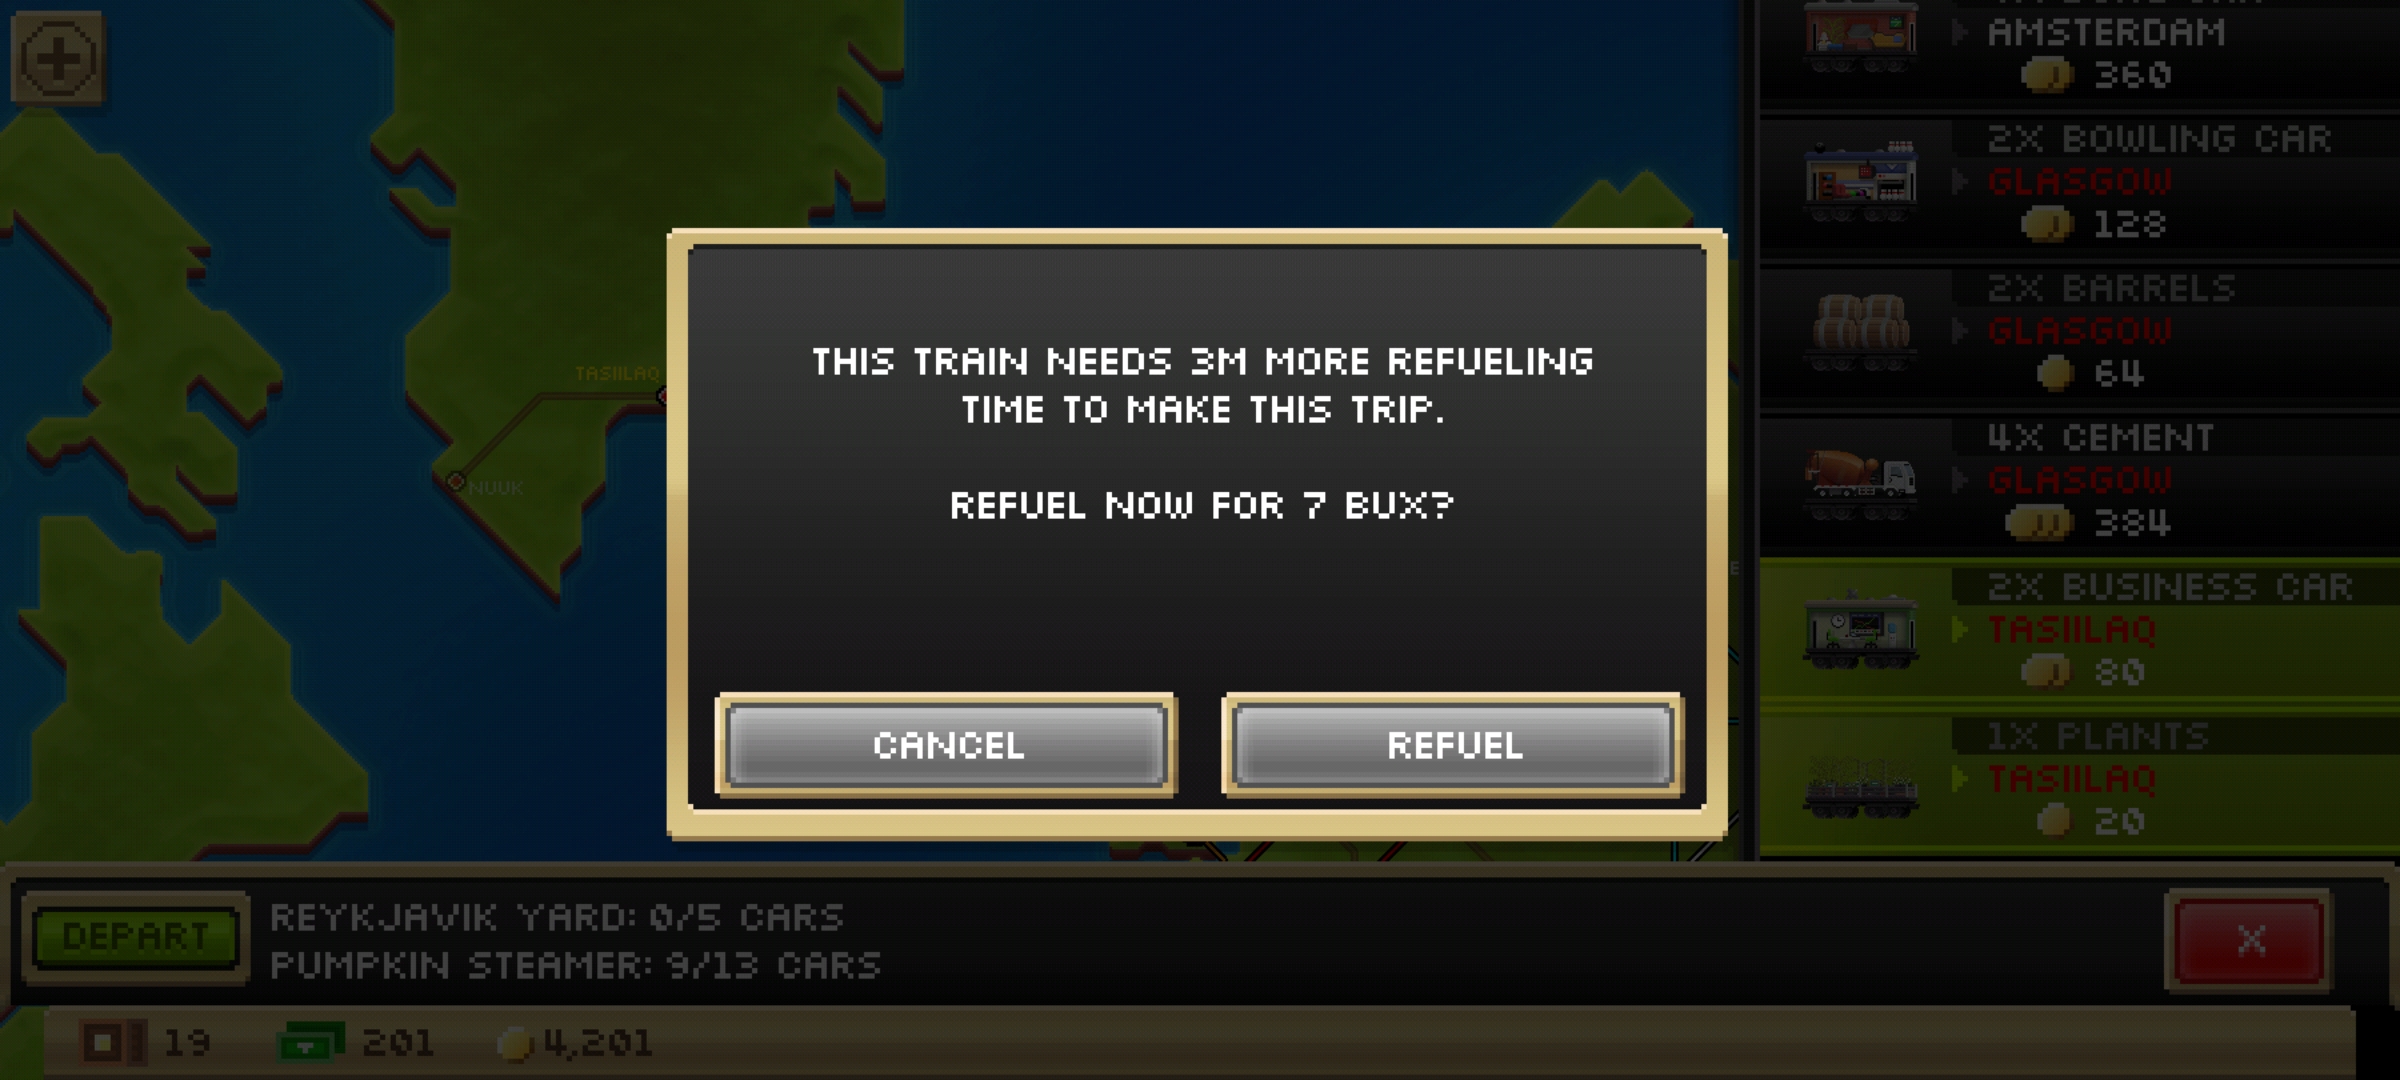 AMSTERDAM
360
2X BOWLING CAR
GLASGOW
128
2X BARRELS
GLASGOW
64
4X CEMENT
GLASGOW
384
2X BUSINESS CAR
TASIILAQ
80
1X PLANTS
TASIILAQ
20
TASIILAQ
NUUK
THIS TRAIN NEEDS 3M MORE REFUELING
TIME TO MAKE THIS TRIP.
REFUEL NOW FOR 7 BUX?
CANCEL
REFUEL
DEPART
REYKJAVIK YARD: 0/5 CARS
PUMPKIN STEAMER: 9/13 CARS
X
19
201
4,201